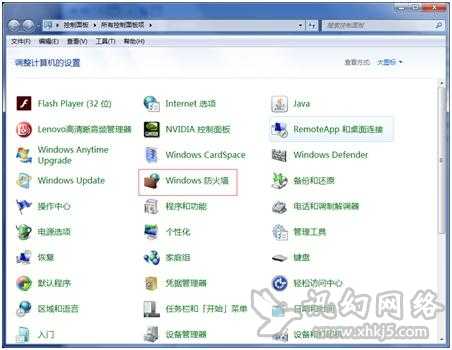 控制面板 ▸ 所有控制面板项 ▸
搜索控制面板
文件(F) 编辑(E) 查看(V) 工具(T) 帮助(H)
调整计算机的设置
查看方式: 大图标
Flash Player (32 位)
Internet 选项
Java
Lenovo高清晰音频管理器
NVIDIA 控制面板
RemoteApp 和桌面连接
Windows Anytime
Upgrade
Windows CardSpace
Windows Defender
Windows Update
Windows 防火墙
备份和还原
操作中心
程序和功能
电话和调制解调器
电源选项
个性化
管理工具
恢复
家庭组
键盘
默认程序
凭据管理器
轻松访问中心
区域和语言
任务栏和「开始」菜单
日期和时间
入门
设备管理器
设备和打印机
讯幻网络
www.xhkj5.com